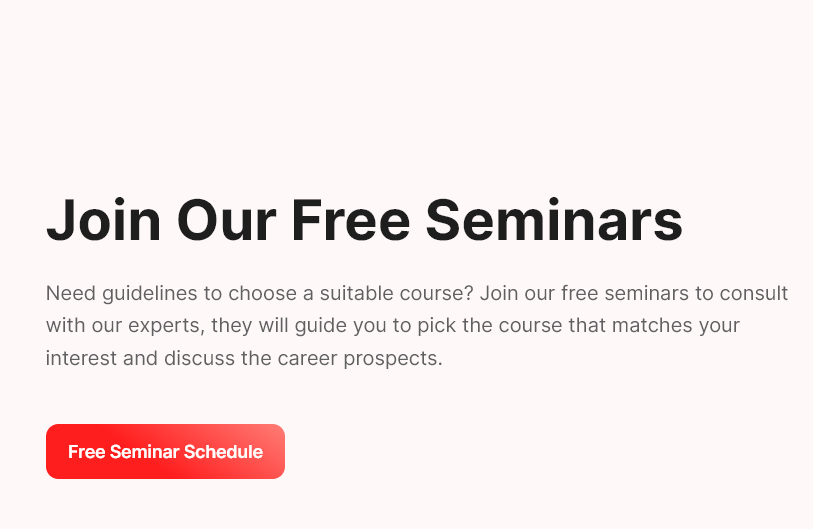 Join Our Free Seminars
Need guidelines to choose a suitable course? Join our free seminars to consult
with our experts, they will guide you to pick the course that matches your
interest and discuss the career prospects.
Free Seminar Schedule